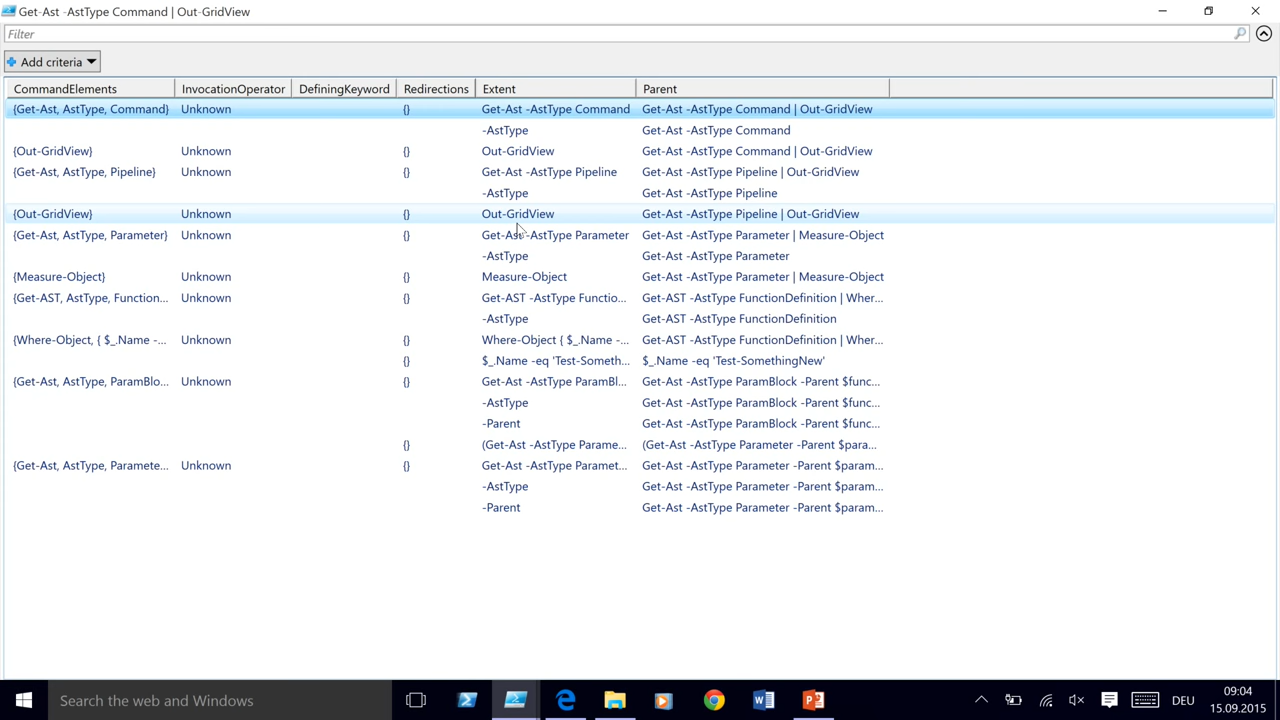 Get-Ast -AstType Command | Out-GridView
Filter
Add criteria
CommandElements InvocationOperator DefiningKeyword Redirections Extent Parent
{Get-Ast, AstType, Command} Unknown {} Get-Ast -AstType Command Get-Ast -AstType Command | Out-GridView
-AstType Get-Ast -AstType Command
{Out-GridView} Unknown {} Out-GridView Get-Ast -AstType Command | Out-GridView
{Get-Ast, AstType, Pipeline} Unknown {} Get-Ast -AstType Pipeline Get-Ast -AstType Pipeline | Out-GridView
-AstType Get-Ast -AstType Pipeline
{Out-GridView} Unknown {} Out-GridView Get-Ast -AstType Pipeline | Out-GridView
{Get-Ast, AstType, Parameter} Unknown {} Get-Ast -AstType Parameter Get-Ast -AstType Parameter | Measure-Object
-AstType Get-Ast -AstType Parameter
{Measure-Object} Unknown {} Measure-Object Get-Ast -AstType Parameter | Measure-Object
{Get-AST, AstType, Function... Unknown {} Get-AST -AstType Functio... Get-AST -AstType FunctionDefinition | Wher...
-AstType Get-AST -AstType FunctionDefinition
{Where-Object, { $_.Name -... Unknown {} Where-Object { $_.Name -... Get-AST -AstType FunctionDefinition | Wher...
{} $_.Name -eq 'Test-Someth... $_.Name -eq 'Test-SomethingNew'
{Get-Ast, AstType, ParamBlo... Unknown {} Get-Ast -AstType ParamBl... Get-Ast -AstType ParamBlock -Parent $func...
-AstType Get-Ast -AstType ParamBlock -Parent $func...
-Parent Get-Ast -AstType ParamBlock -Parent $func...
{} (Get-Ast -AstType Parame... (Get-Ast -AstType Parameter -Parent $para...
{Get-Ast, AstType, Paramete... Unknown {} Get-Ast -AstType Paramet... Get-Ast -AstType Parameter -Parent $param...
-AstType Get-Ast -AstType Parameter -Parent $param...
-Parent Get-Ast -AstType Parameter -Parent $param...
Search the web and Windows
DEU
09:04
15.09.2015